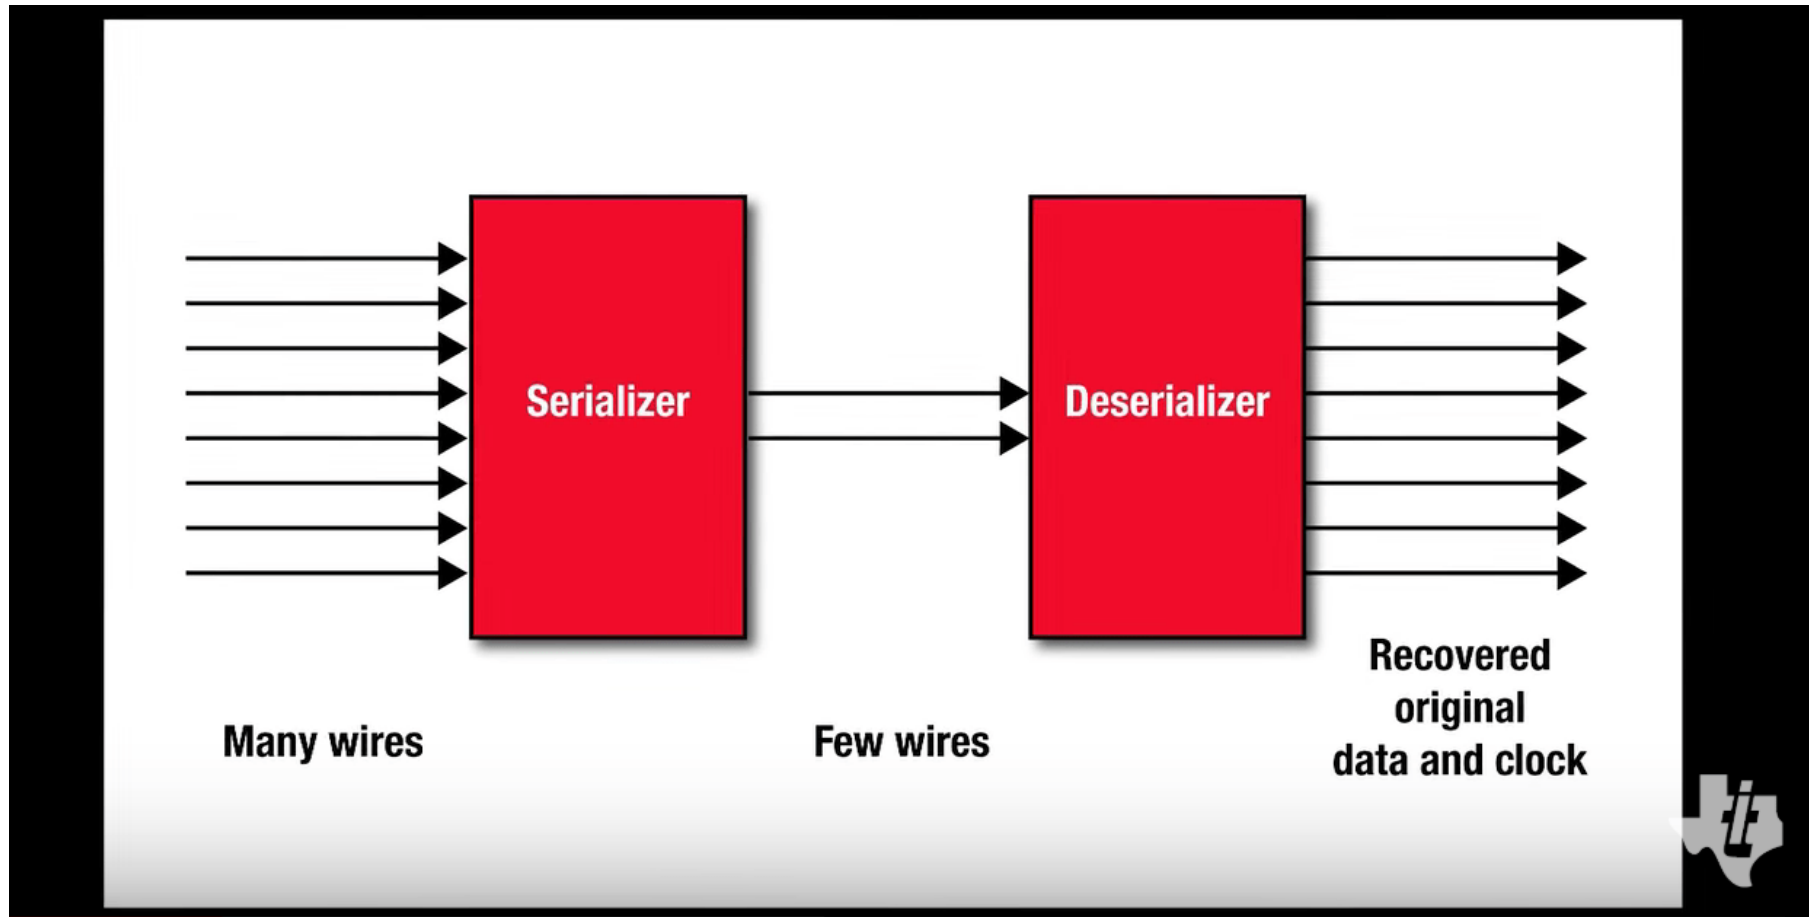 Serializer
Deserializer
Many wires
Few wires
Recovered
original
data and clock